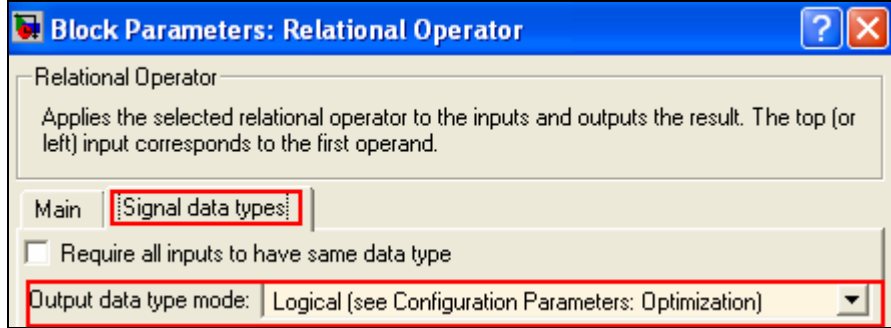 Block Parameters: Relational Operator
Relational Operator
Applies the selected relational operator to the inputs and outputs the result. The top (or
left) input corresponds to the first operand.
Main
Signal data types
Require all inputs to have same data type
Output data type mode: Logical (see Configuration Parameters: Optimization)